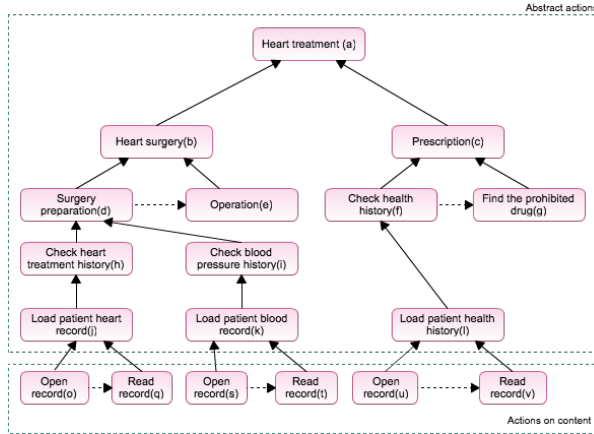 Abstract actions
Heart treatment (a)
Heart surgery(b)
Prescription(c)
Surgery
preparation(d)
Operation(e)
Check health
history(f)
Find the prohibited
drug(g)
Check heart
treatment history(h)
Check blood
pressure history(i)
Load patient heart
record(j)
Load patient blood
record(k)
Load patient health
history(l)
Open
record(o)
Read
record(q)
Open
record(s)
Read
record(t)
Open
record(u)
Read
record(v)
Actions on content